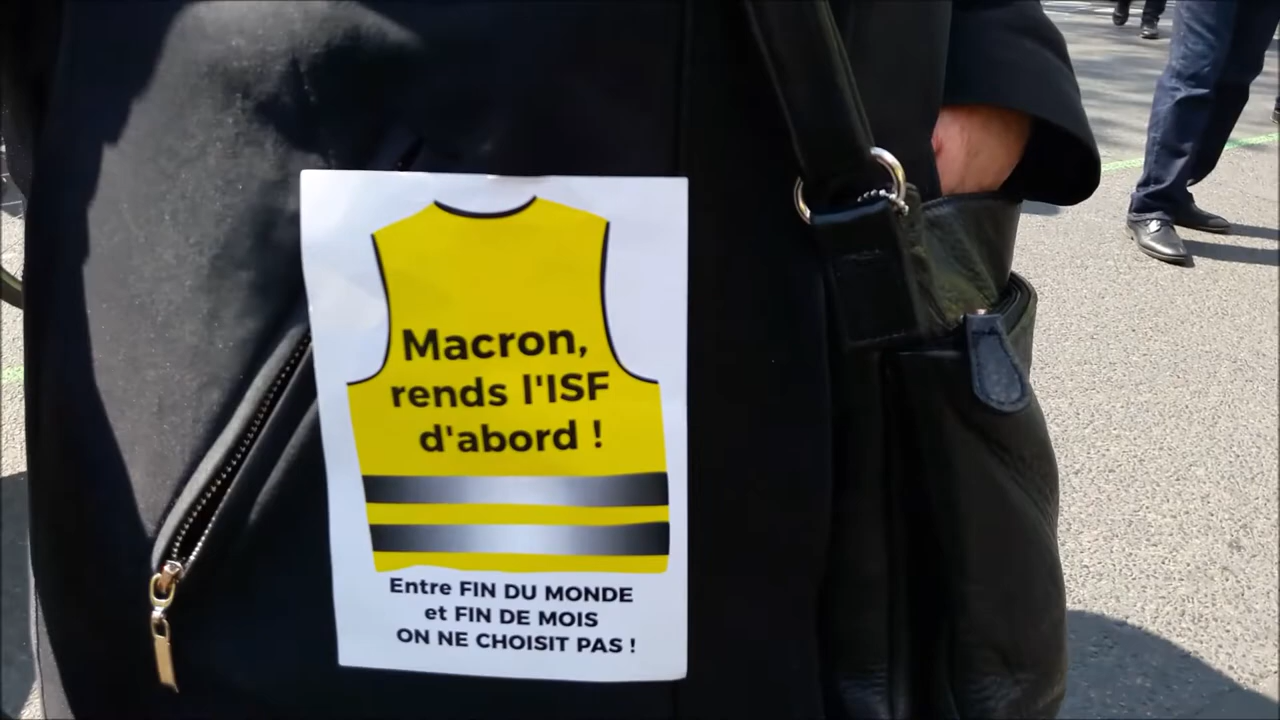 Macron,
rends l'ISF
d'abord !
Entre FIN DU MONDE
et FIN DE MOIS
ON NE CHOISIT PAS !